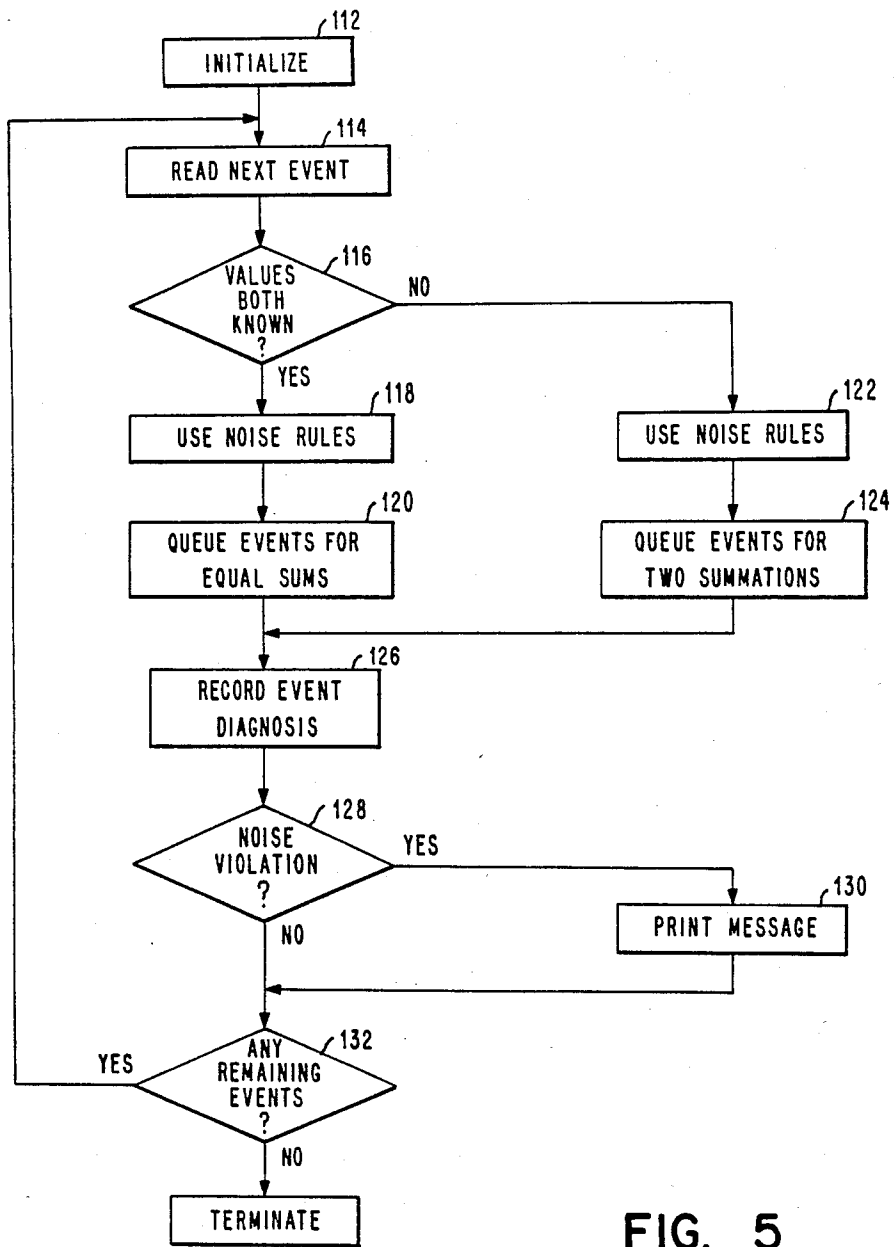 112
INITIALIZE
114
READ NEXT EVENT
116
VALUES
BOTH
KNOWN
?
NO
YES
118
USE NOISE RULES
122
USE NOISE RULES
120
QUEUE EVENTS FOR
EQUAL SUMS
124
QUEUE EVENTS FOR
TWO SUMMATIONS
126
RECORD EVENT
DIAGNOSIS
128
NOISE
VIOLATION
?
YES
NO
130
PRINT MESSAGE
132
ANY
REMAINING
EVENTS
?
YES
NO
TERMINATE
FIG. 5